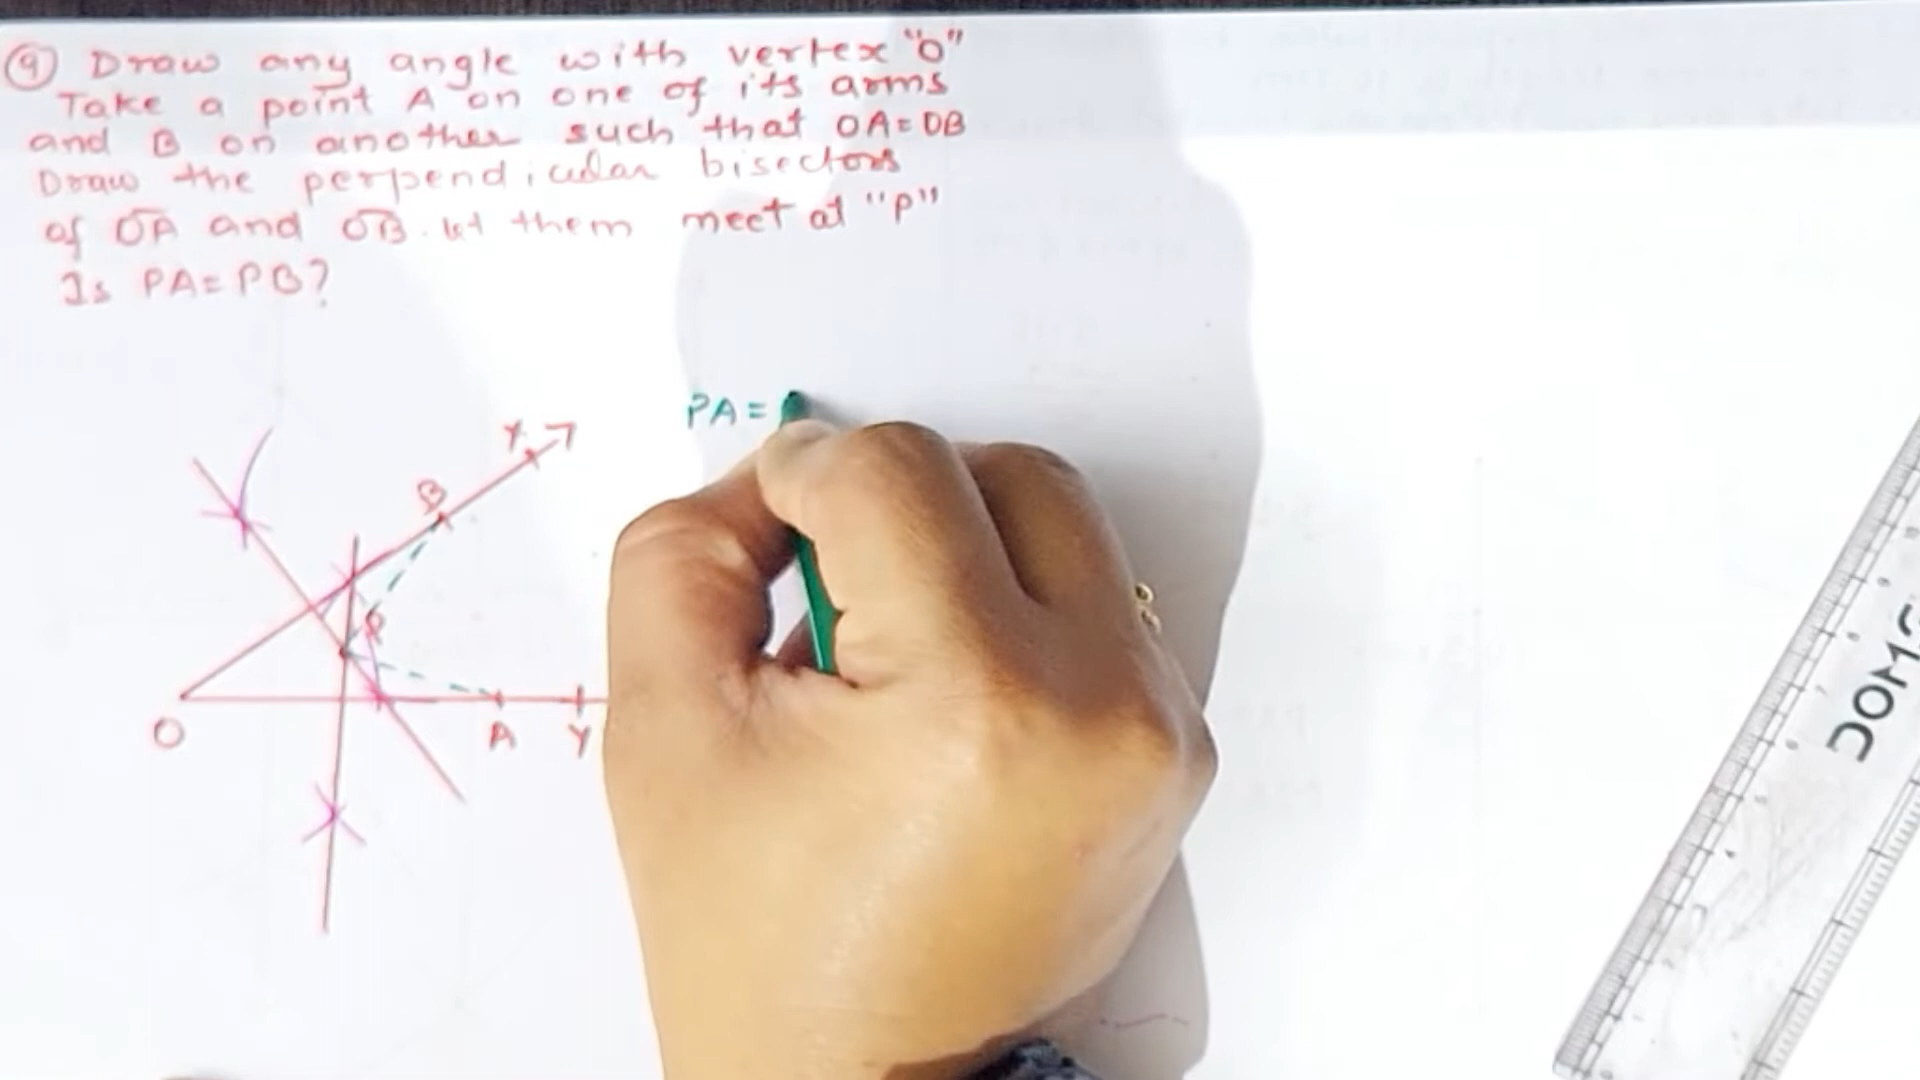 9 Draw any angle with vertex "O"
Take a point A on one of its arms
and B on another such that OA=OB
Draw the perpendicular bisectors
of OA and OB. let them meet at "P"
Is PA=PB?
PA=
X
B
P
O
A
Y
DOMS